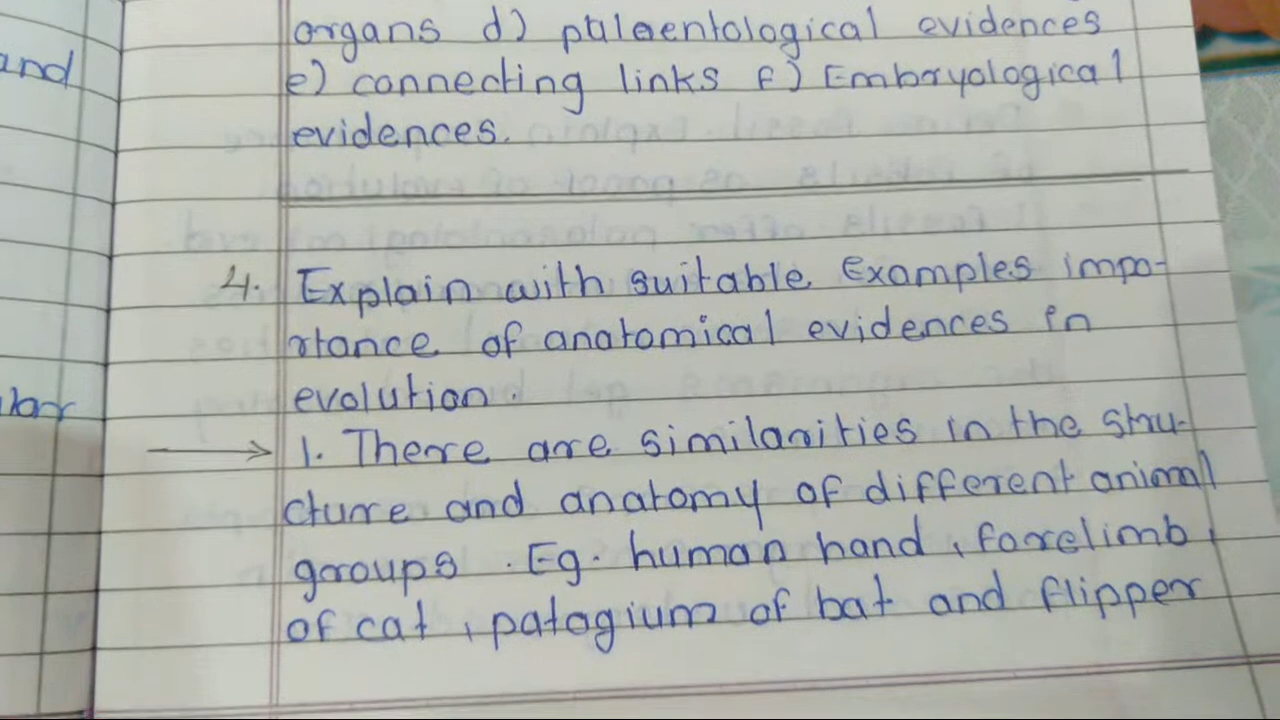 organs d) palaentological evidences
and
e) connecting links f) Embryological
evidences.
4. Explain with suitable Examples impo-
rtance of anatomical evidences in
evolution.
→ 1. There are similarities in the stru-
cture and anatomy of different animal
groups. Eg. human hand, forelimb
of cat, patagium of bat and flipper